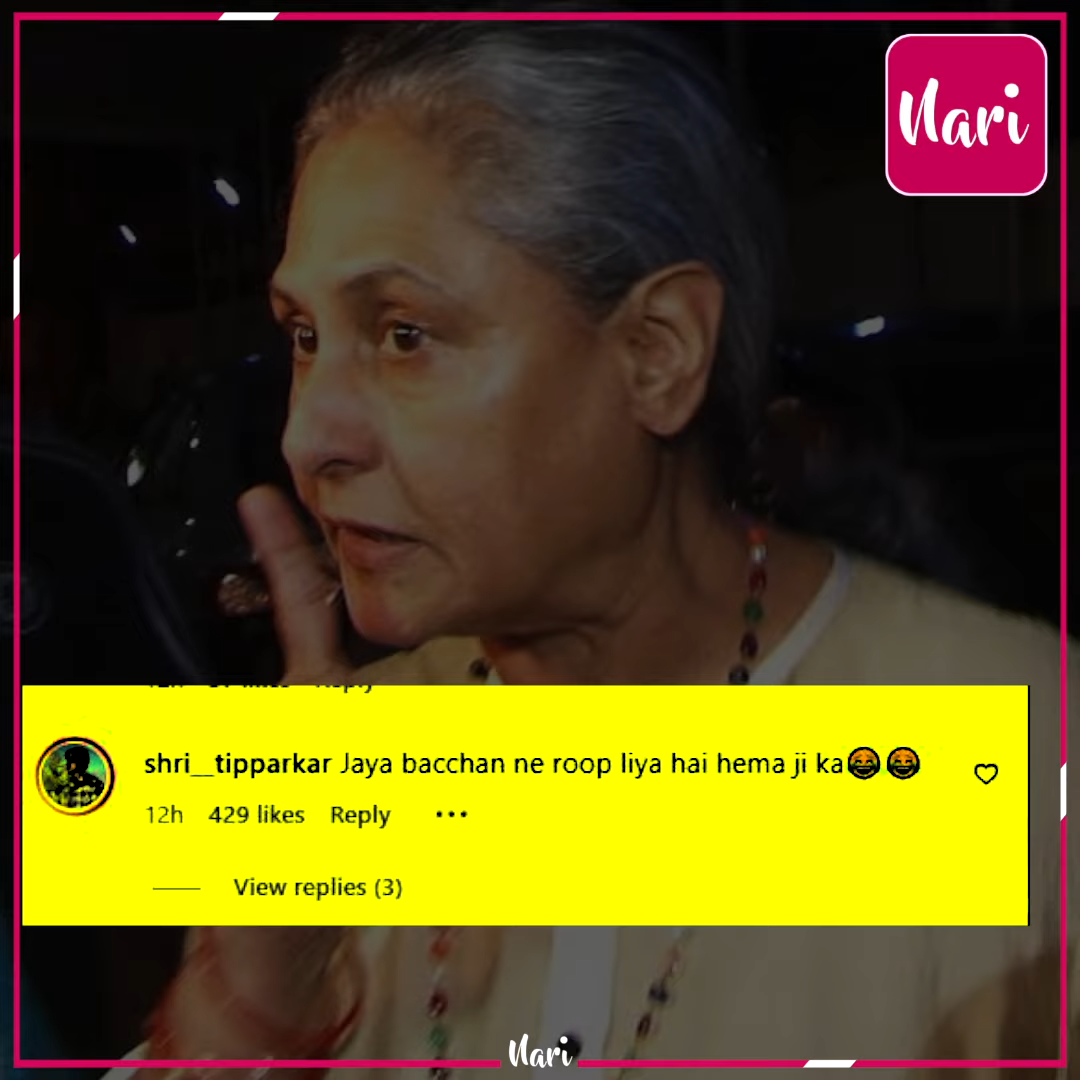 Nari
shri__tipparkar Jaya bacchan ne roop liya hai hema ji ka😂😂
12h 429 likes Reply ...
View replies (3)
Nari